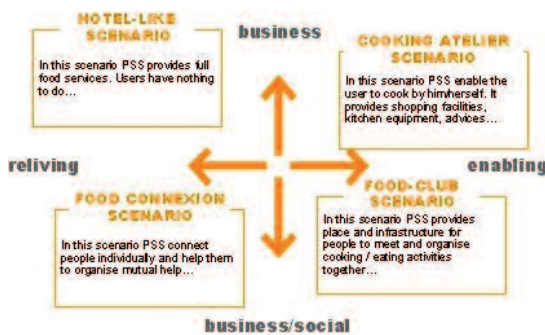 HOTEL-LIKE
SCENARIO
In this scenario PSS provides full
food services. Users have nothing
to do…
business
COOKING ATELIER
SCENARIO
In this scenario PSS enable the
user to cook by him/herself. It
provides shopping facilities,
kitchen equipment, advices…
reliving
enabling
FOOD CONNEXION
SCENARIO
In this scenario PSS connect
people individually and help them
to organise mutual help…
FOOD-CLUB
SCENARIO
In this scenario PSS provides
place and infrastructure for
people to meet and organise
cooking / eating activities
together…
business/social